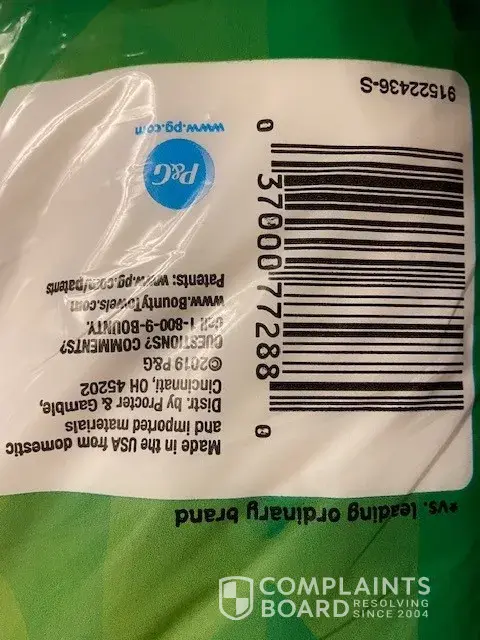 *vs. leading ordinary brand
Made in the USA from domestic
and imported materials
Distr. by Procter & Gamble,
Cincinnati, OH 45202
©2019 P&G
QUESTIONS? COMMENTS?
Call 1-800-9-BOUNTY.
www.BountyTowels.com
Patents: www.pg.com/patents
P&G
www.pg.com
0 37000 77288 0
91522436-S
COMPLAINTS
BOARD RESOLVING
SINCE 2004